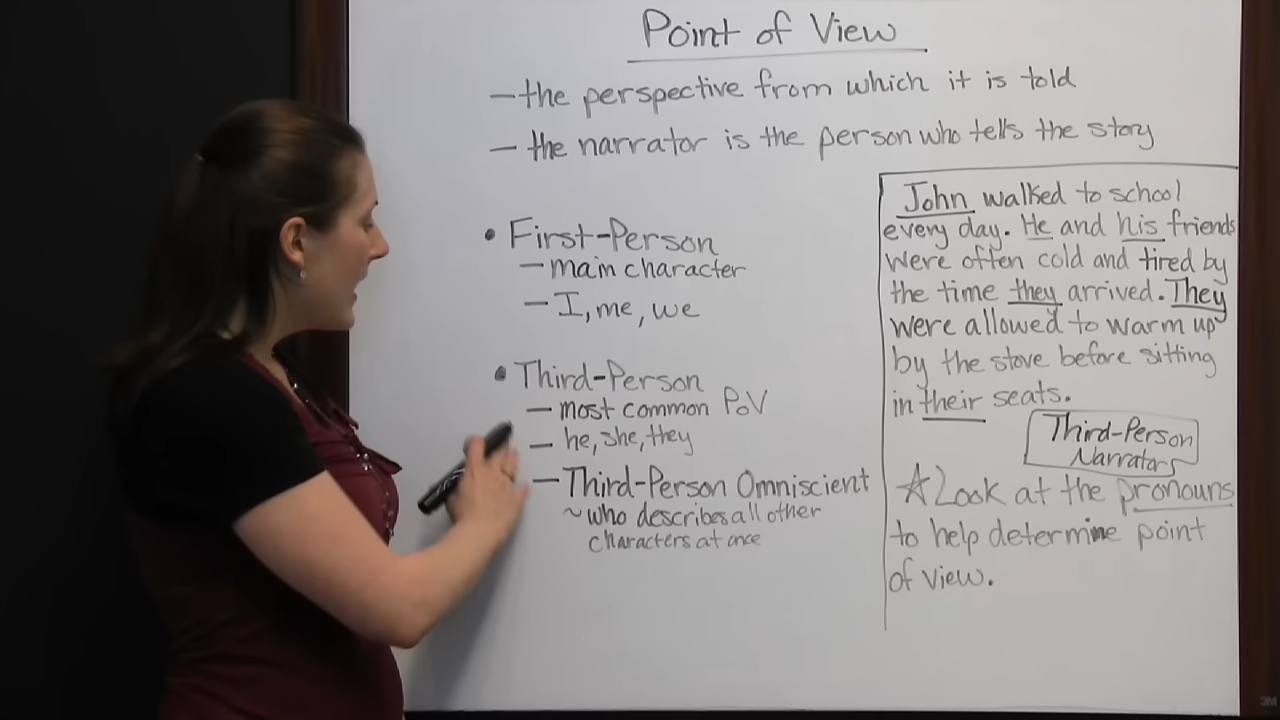 Point of View
—the perspective from which it is told
— the narrator is the person who tells the story
• First-Person
—main character
—I, me, we
• Third-Person
—most common PoV
— he, she, they
—Third-Person Omniscient
~who describes all other
characters at once
John walked to school
every day. He and his friends
were often cold and tired by
the time they arrived. They
were allowed to warm up
by the stove before sitting
in their seats.
Third-Person
Narrators
☆Look at the pronouns
to help determine point
of view.
3M